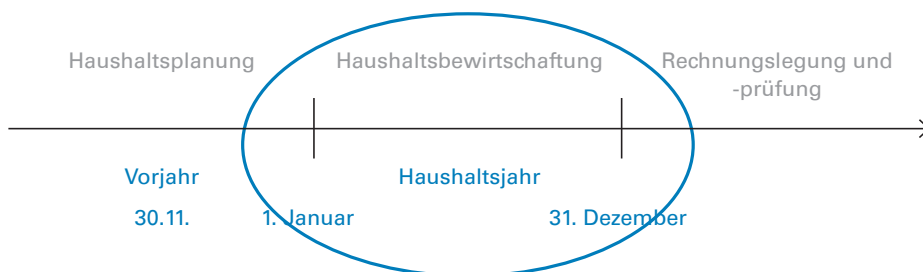 Haushaltsplanung
Haushaltsbewirtschaftung
Rechnungslegung und
-prüfung
Vorjahr
Haushaltsjahr
30.11.
1. Januar
31. Dezember